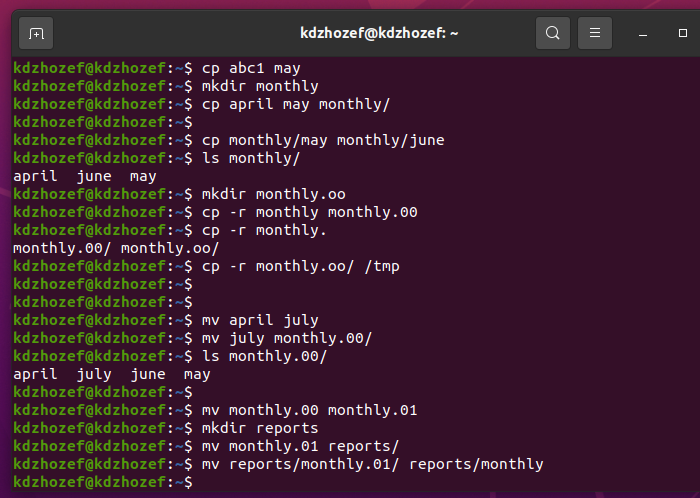 kdzhozef@kdzhozef: ~
kdzhozef@kdzhozef:~$ cp abc1 may
kdzhozef@kdzhozef:~$ mkdir monthly
kdzhozef@kdzhozef:~$ cp april may monthly/
kdzhozef@kdzhozef:~$
kdzhozef@kdzhozef:~$ cp monthly/may monthly/june
kdzhozef@kdzhozef:~$ ls monthly/
april  june  may
kdzhozef@kdzhozef:~$ mkdir monthly.oo
kdzhozef@kdzhozef:~$ cp -r monthly monthly.00
kdzhozef@kdzhozef:~$ cp -r monthly.
monthly.00/ monthly.oo/
kdzhozef@kdzhozef:~$ cp -r monthly.oo/ /tmp
kdzhozef@kdzhozef:~$
kdzhozef@kdzhozef:~$
kdzhozef@kdzhozef:~$ mv april july
kdzhozef@kdzhozef:~$ mv july monthly.00/
kdzhozef@kdzhozef:~$ ls monthly.00/
april  july  june  may
kdzhozef@kdzhozef:~$
kdzhozef@kdzhozef:~$ mv monthly.00 monthly.01
kdzhozef@kdzhozef:~$ mkdir reports
kdzhozef@kdzhozef:~$ mv monthly.01 reports/
kdzhozef@kdzhozef:~$ mv reports/monthly.01/ reports/monthly
kdzhozef@kdzhozef:~$